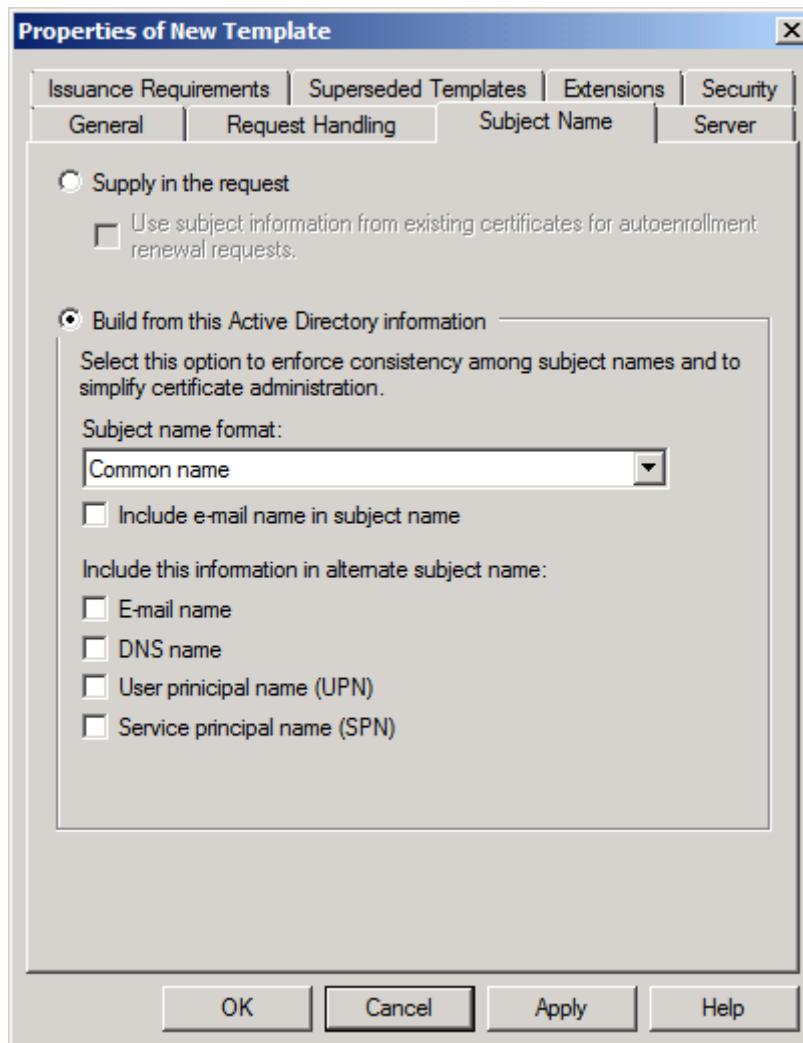 Properties of New Template
Issuance Requirements Superseded Templates Extensions Security
General Request Handling Subject Name Server
Supply in the request
Use subject information from existing certificates for autoenrollment
renewal requests.
Build from this Active Directory information
Select this option to enforce consistency among subject names and to
simplify certificate administration.
Subject name format:
Common name
Include e-mail name in subject name
Include this information in alternate subject name:
E-mail name
DNS name
User prinicipal name (UPN)
Service principal name (SPN)
OK Cancel Apply Help